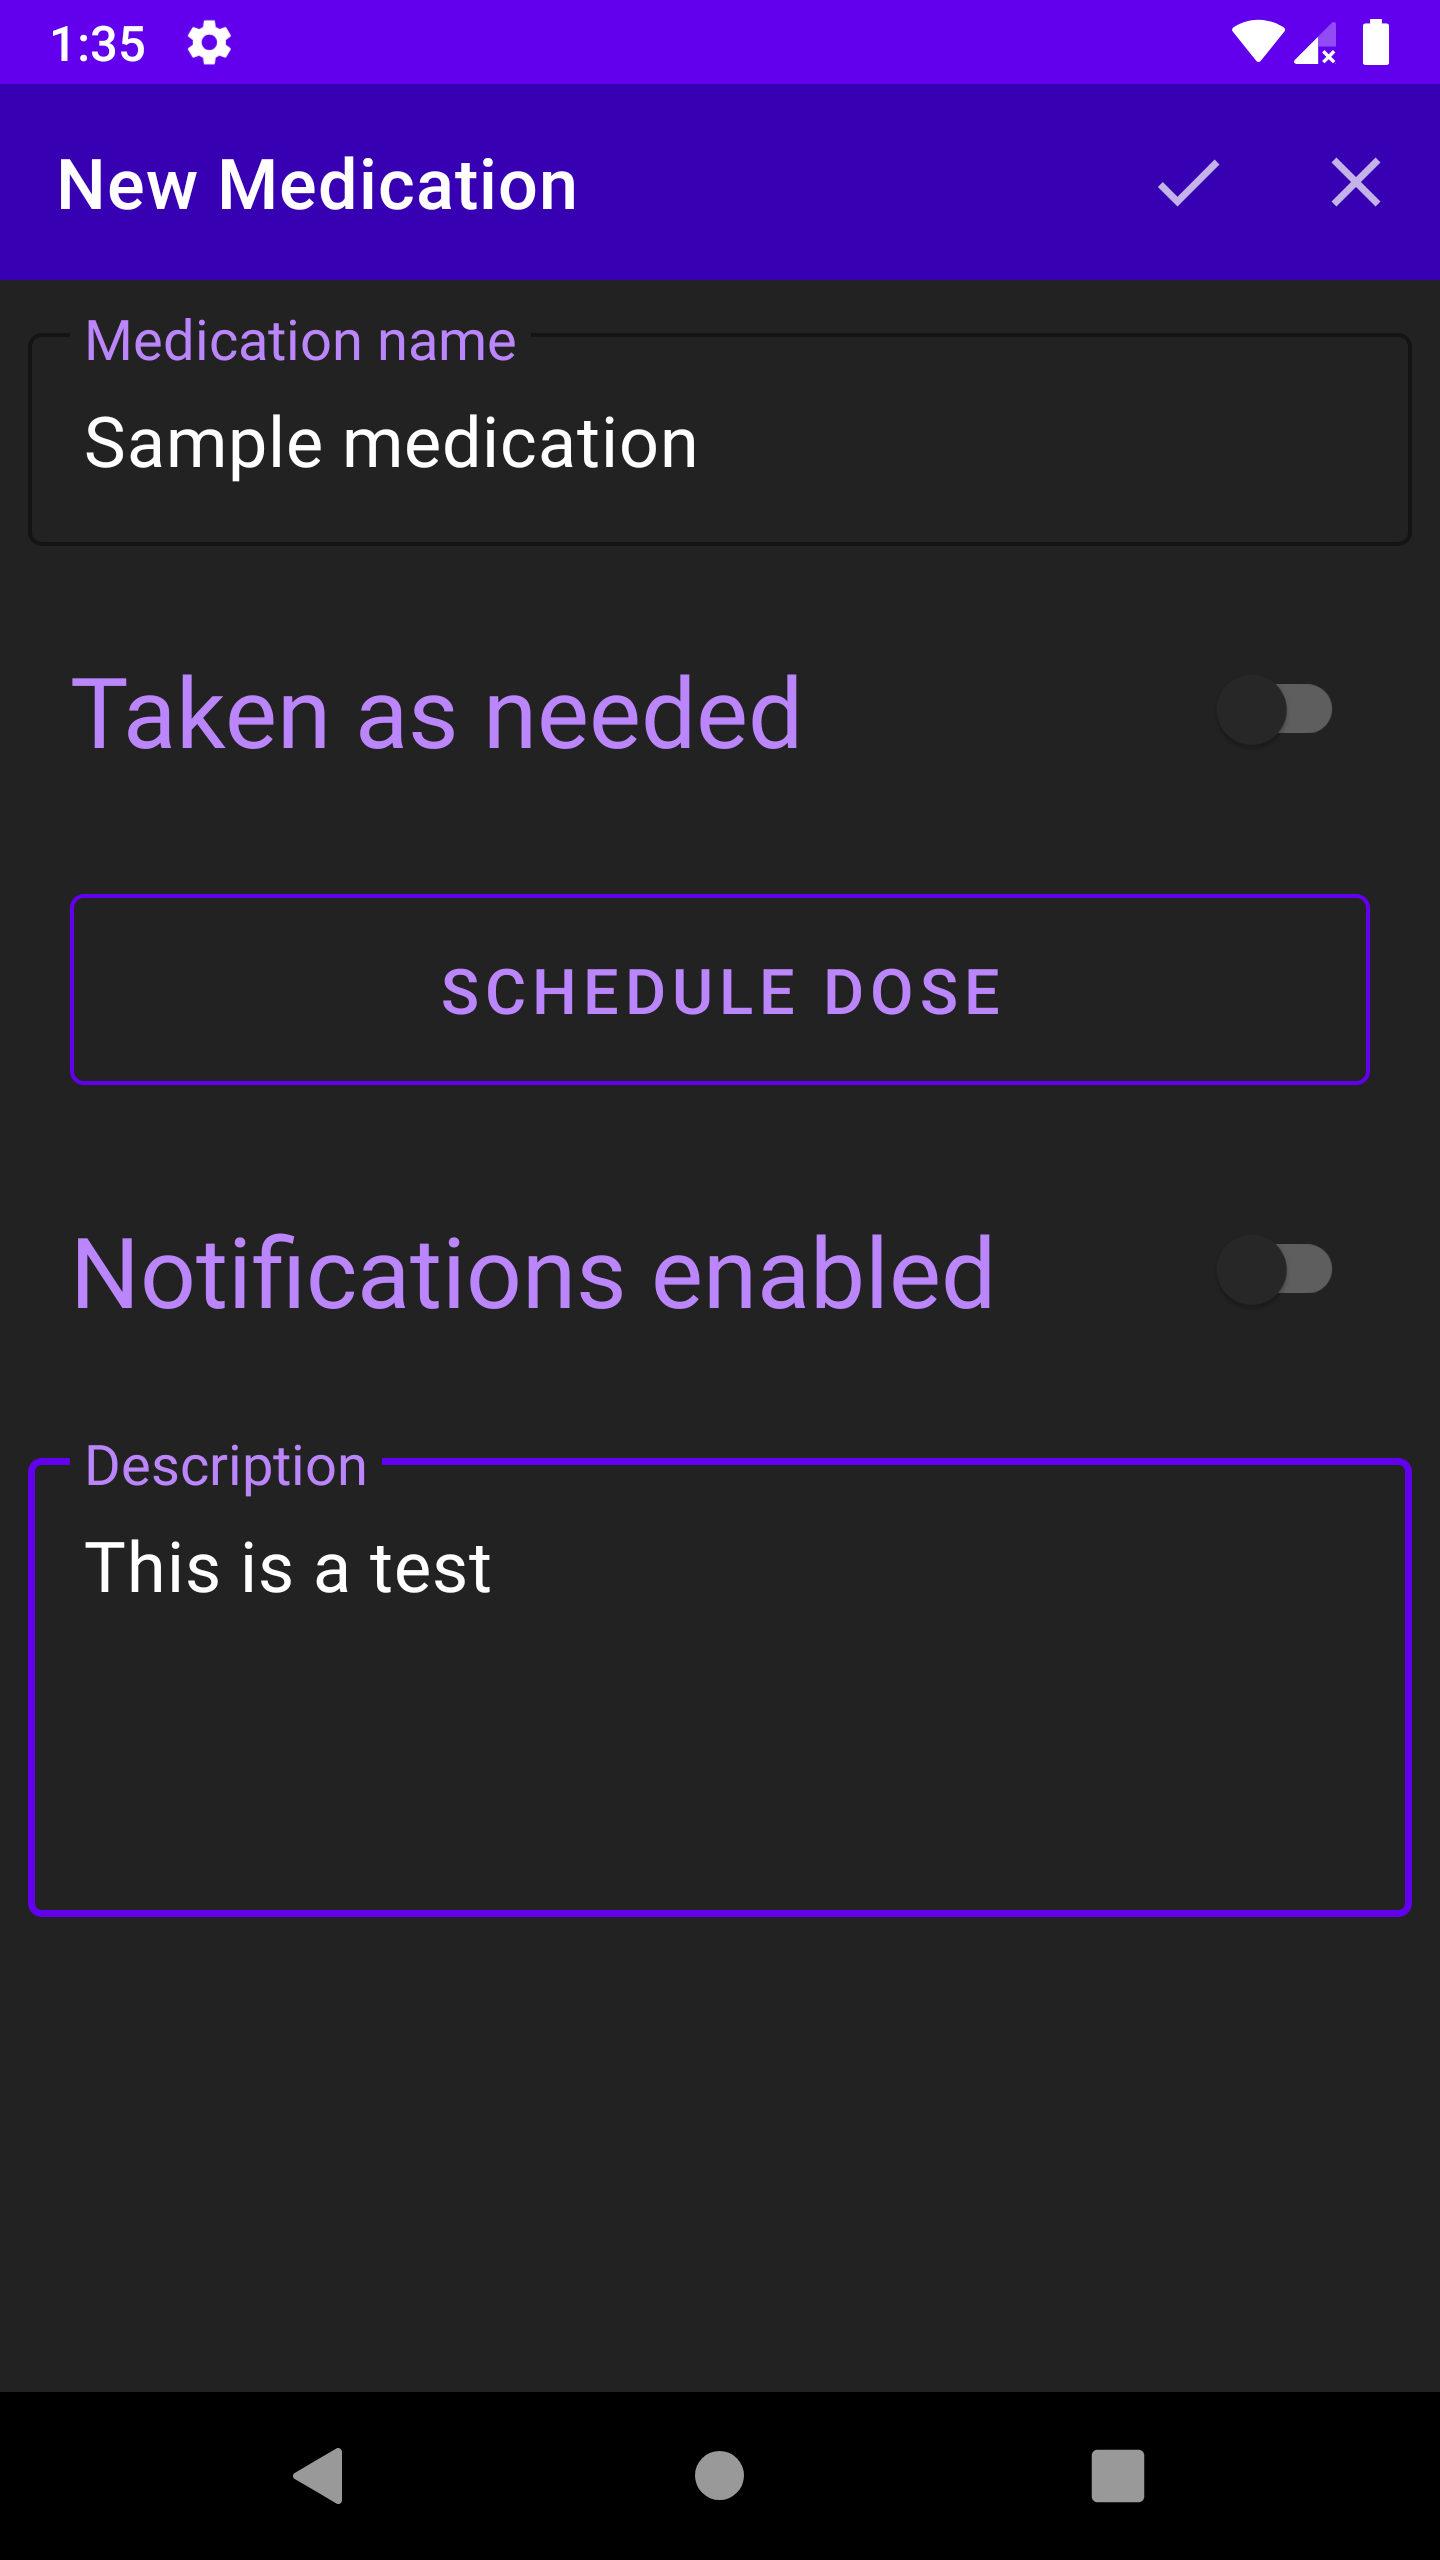 1:35
New Medication
Medication name
Sample medication
Taken as needed
SCHEDULE DOSE
Notifications enabled
Description
This is a test